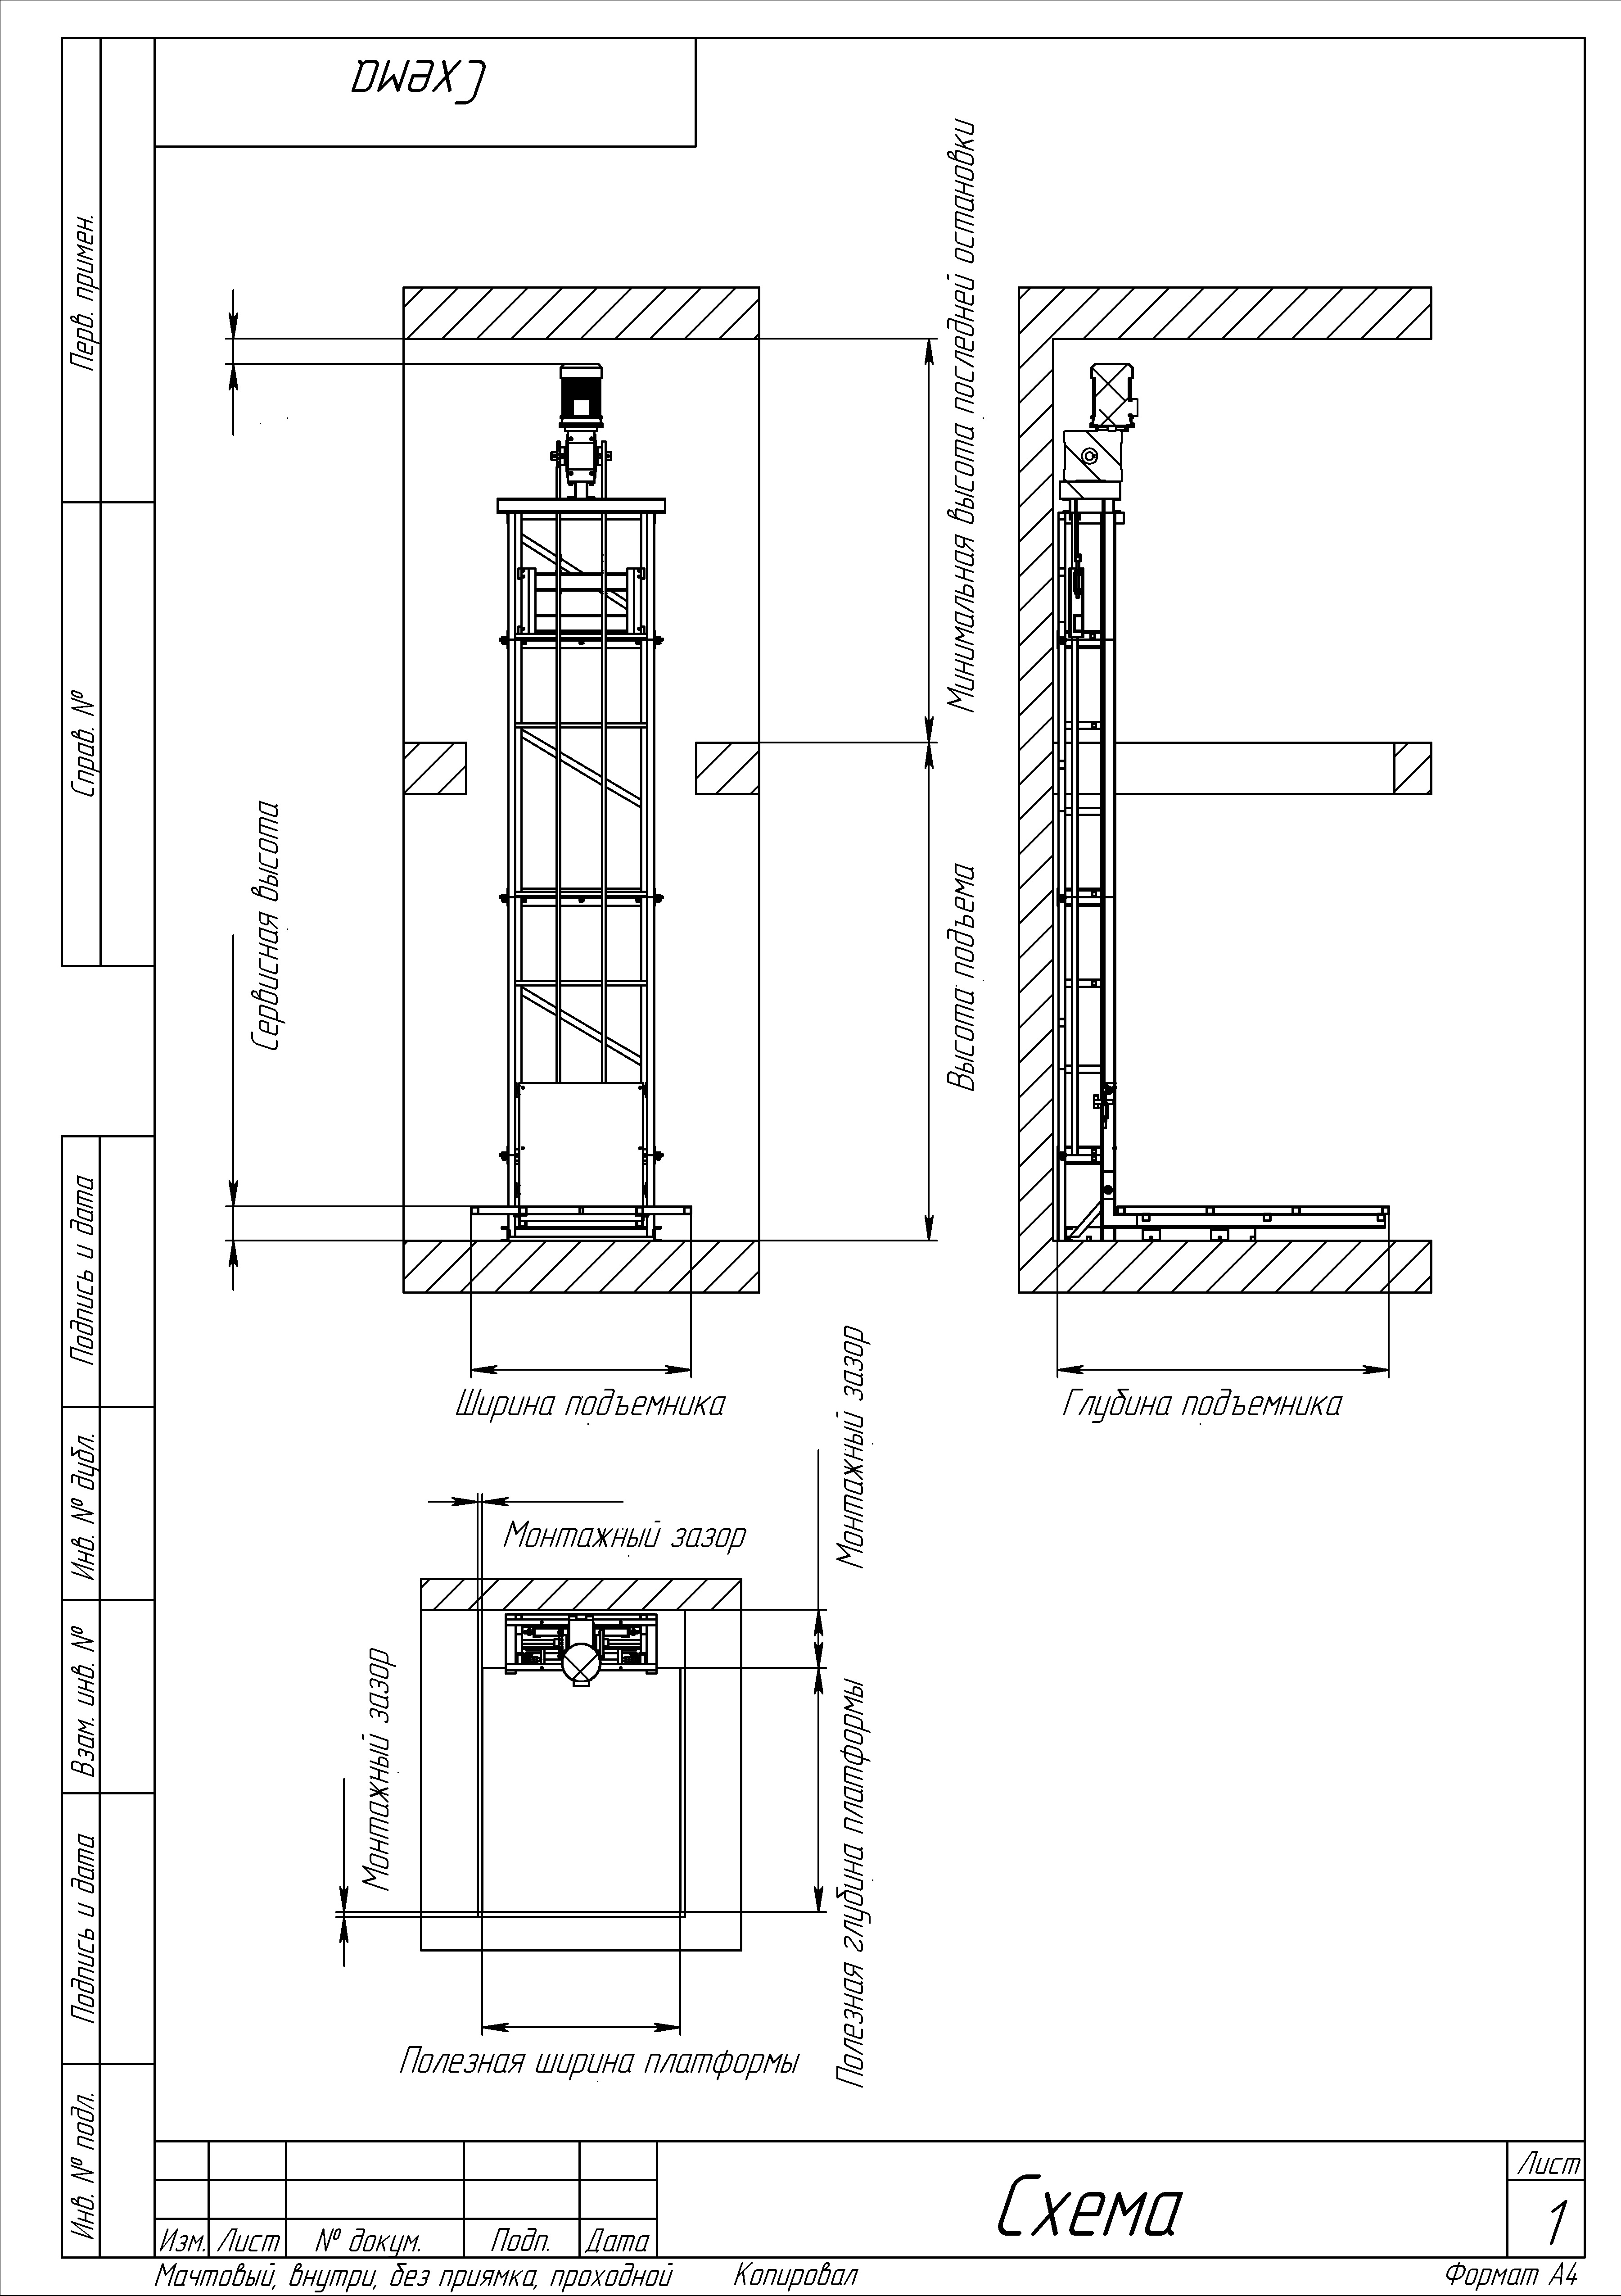 Схема
Перв. примен.
Справ. №
Подпись и дата
Инв. № дубл.
Взам. инв. №
Подпись и дата
Инв. № подл.
Минимальная высота последней остановки
Сервисная высота
Высота подъема
Ширина подъемника
Глубина подъемника
Монтажный зазор
Монтажный зазор
Монтажный зазор
Полезная глубина платформы
Полезная ширина платформы
Изм. Лист № докум. Подп. Дата
Схема
Лист
1
Мачтовый, внутри, без приямка, проходной Копировал Формат А4